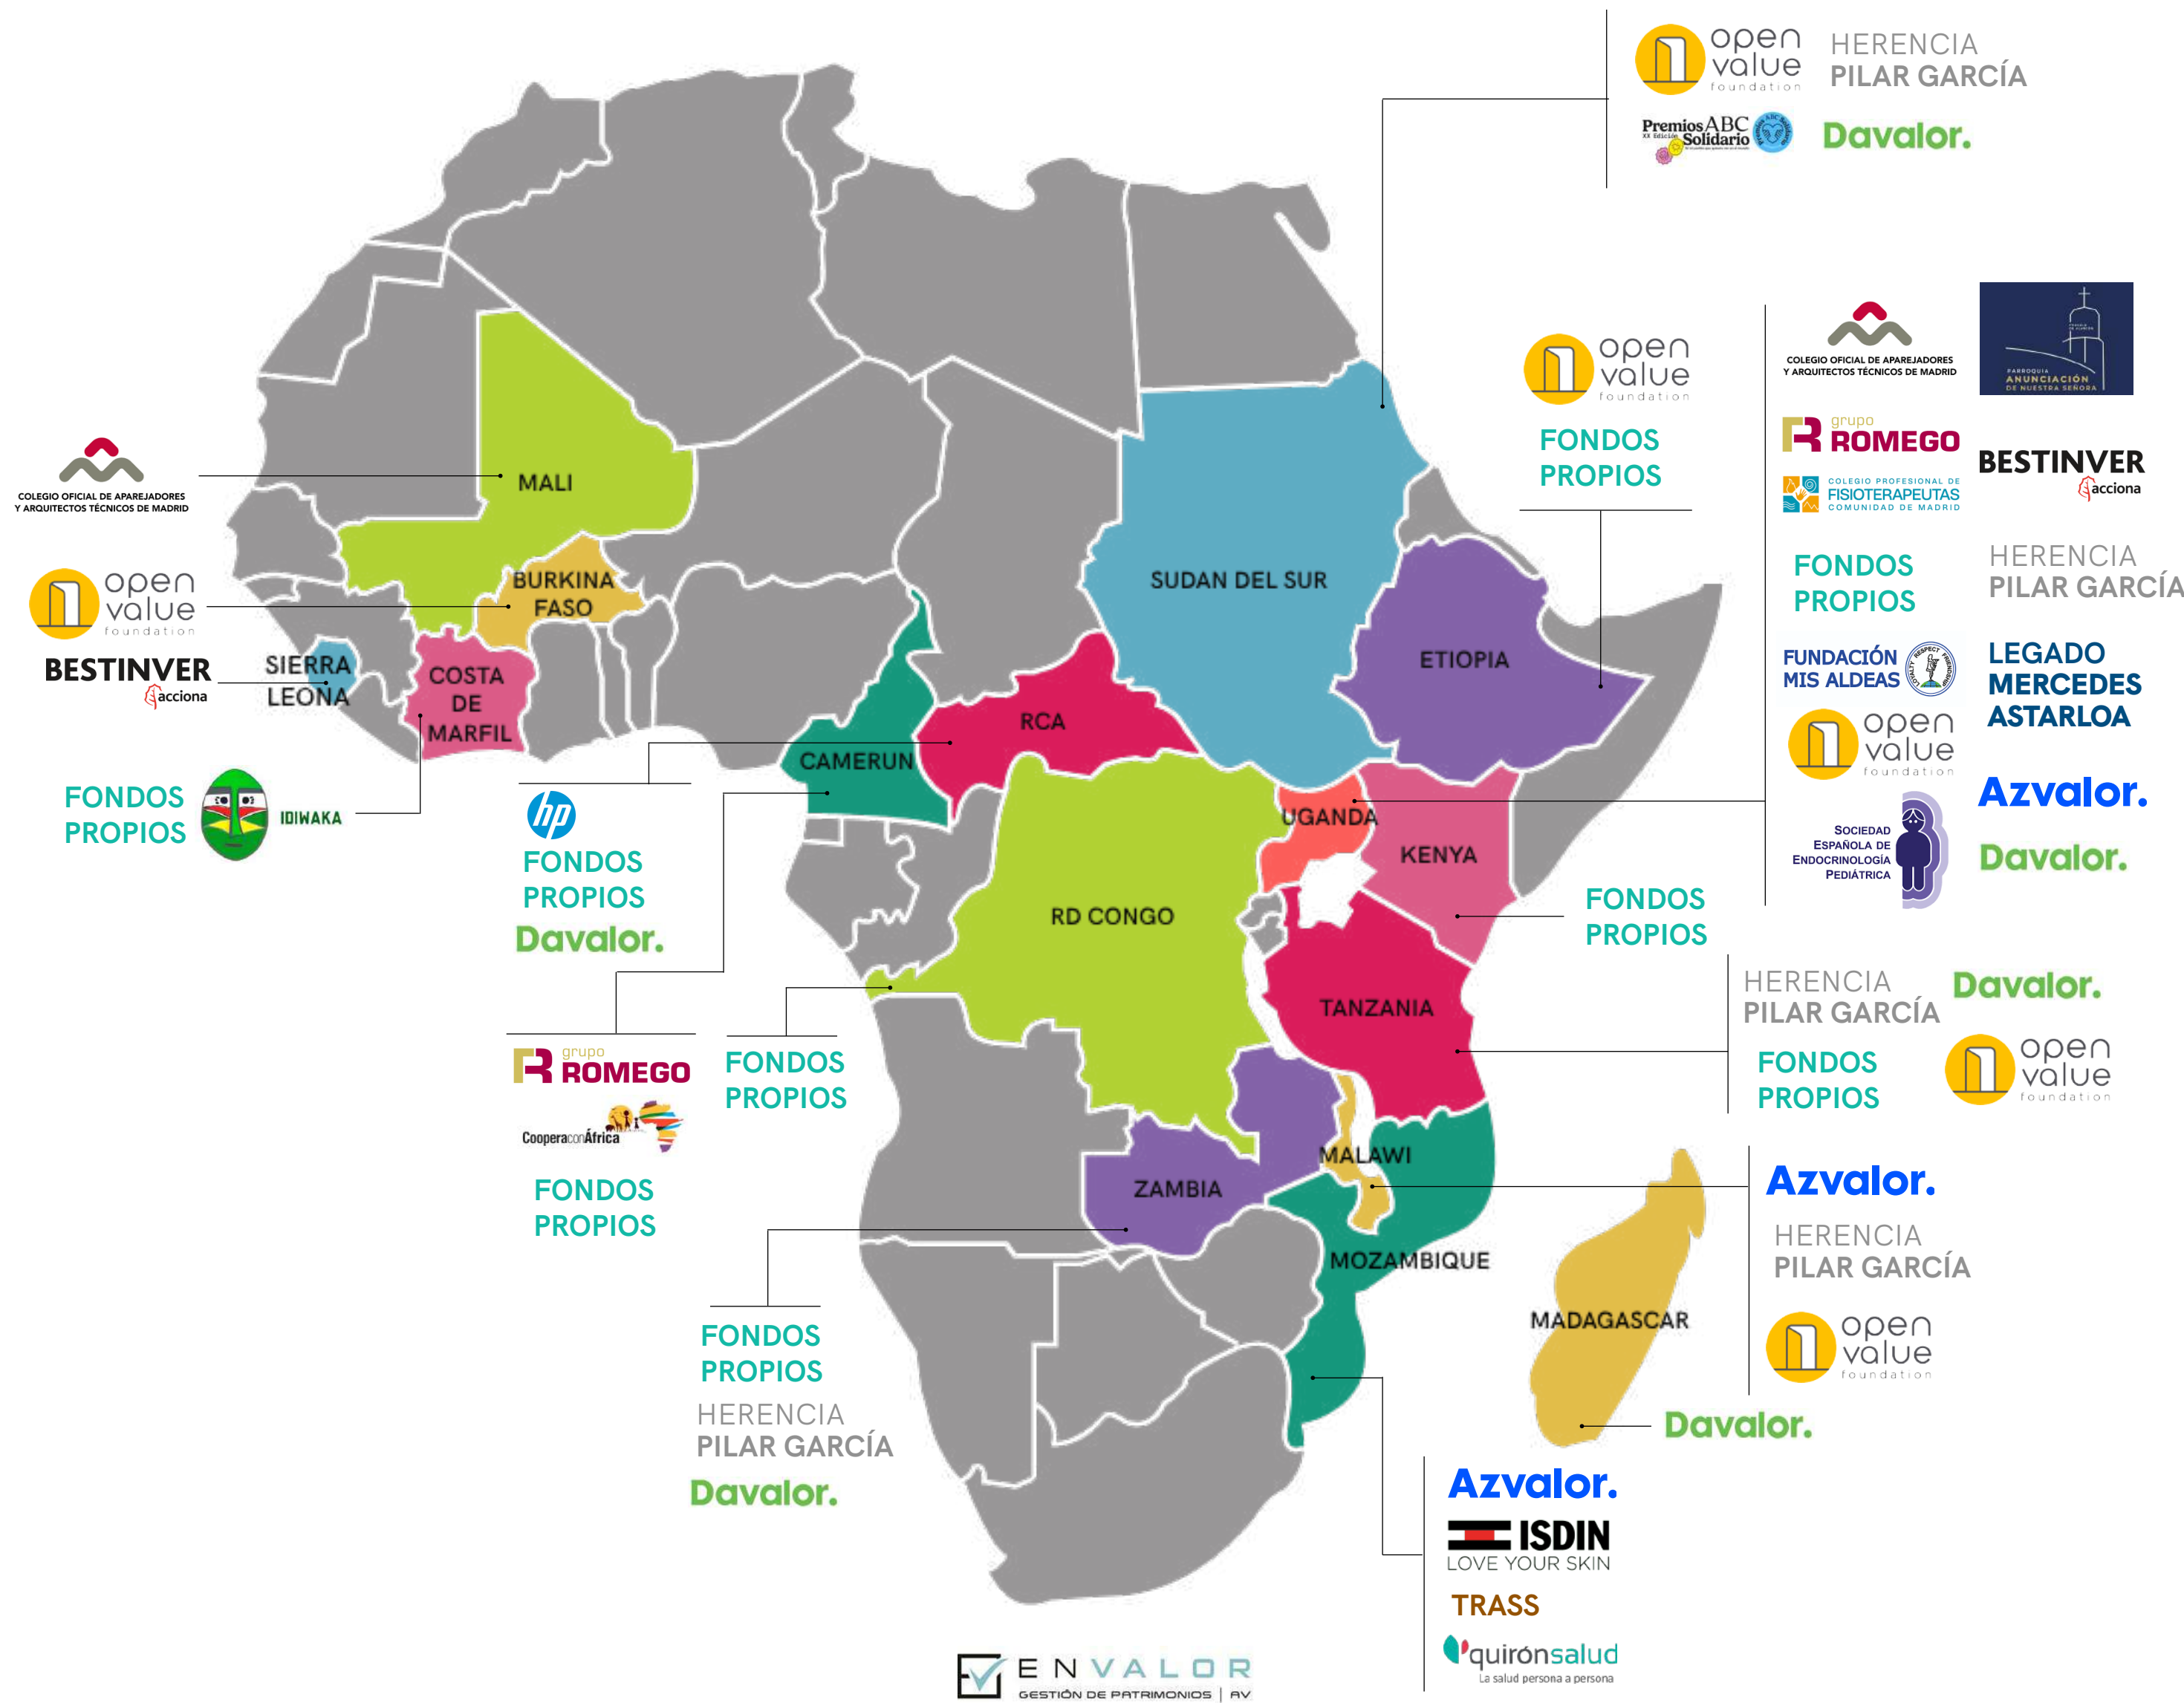 open
value
foundation
HERENCIA
PILAR GARCÍA
Premios ABC
XX Edición
Solidario
Davalor.
COLEGIO OFICIAL DE APAREJADORES
Y ARQUITECTOS TÉCNICOS DE MADRID
PARROQUIA
ANUNCIACIÓN
DE NUESTRA SEÑORA
grupo
ROMEGO
BESTINVER
acciona
COLEGIO PROFESIONAL DE
FISIOTERAPEUTAS
COMUNIDAD DE MADRID
FONDOS
PROPIOS
HERENCIA
PILAR GARCÍA
FUNDACIÓN
MIS ALDEAS
LOYALTY RESPECT FRIENDSHIP
LEGADO
MERCEDES
ASTARLOA
open
value
foundation
Azvalor.
SOCIEDAD
ESPAÑOLA DE
ENDOCRINOLOGÍA
PEDIÁTRICA
Davalor.
open
value
foundation
FONDOS
PROPIOS
COLEGIO OFICIAL DE APAREJADORES
Y ARQUITECTOS TÉCNICOS DE MADRID
MALI
open
value
foundation
BURKINA
FASO
SUDAN DEL SUR
ETIOPIA
BESTINVER
acciona
SIERRA
LEONA
COSTA
DE
MARFIL
RCA
CAMERUN
FONDOS
PROPIOS
IDIWAKA
hp
FONDOS
PROPIOS
Davalor.
UGANDA
KENYA
FONDOS
PROPIOS
RD CONGO
TANZANIA
HERENCIA
PILAR GARCÍA
Davalor.
FONDOS
PROPIOS
open
value
foundation
grupo
ROMEGO
CooperaconÁfrica
FONDOS
PROPIOS
FONDOS
PROPIOS
MALAWI
ZAMBIA
Azvalor.
HERENCIA
PILAR GARCÍA
open
value
foundation
MOZAMBIQUE
MADAGASCAR
Davalor.
FONDOS
PROPIOS
HERENCIA
PILAR GARCÍA
Davalor.
Azvalor.
ISDIN
LOVE YOUR SKIN
TRASS
quirónsalud
La salud persona a persona
ENVALOR
GESTIÓN DE PATRIMONIOS | AV